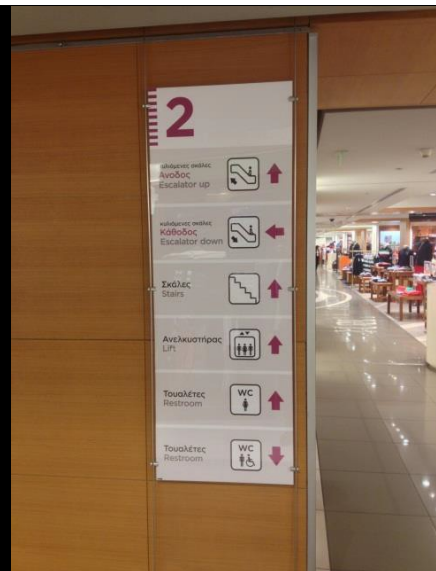 2
κυλιόμενες σκάλες
Άνοδος
Escalator up
κυλιόμενες σκάλες
Κάθοδος
Escalator down
Σκάλες
Stairs
Ανελκυστήρας
Lift
Τουαλέτες
Restroom
WC
Τουαλέτες
Restroom
WC